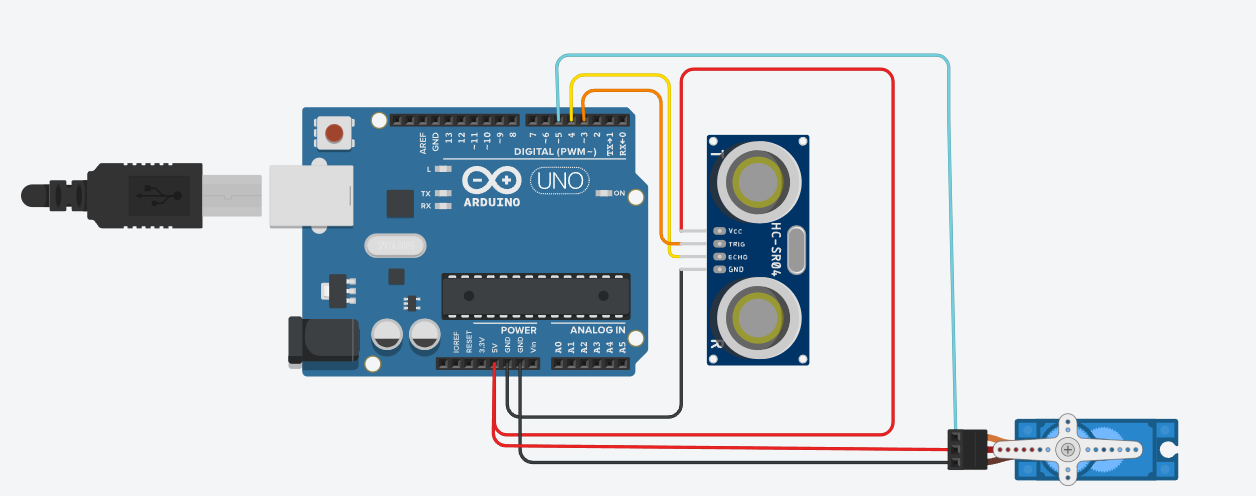 AREF
GND
13
12
~11
~10
~9
8
7
~6
~5
4
~3
2
TX→1
RX←0
DIGITAL (PWM~)
L
TX
RX
ARDUINO
UNO
ON
T
VCC
TRIG
ECHO
GND
HC-SR04
R
POWER
ANALOG IN
IOREF
RESET
3.3V
5V
GND
GND
Vin
A0
A1
A2
A3
A4
A5